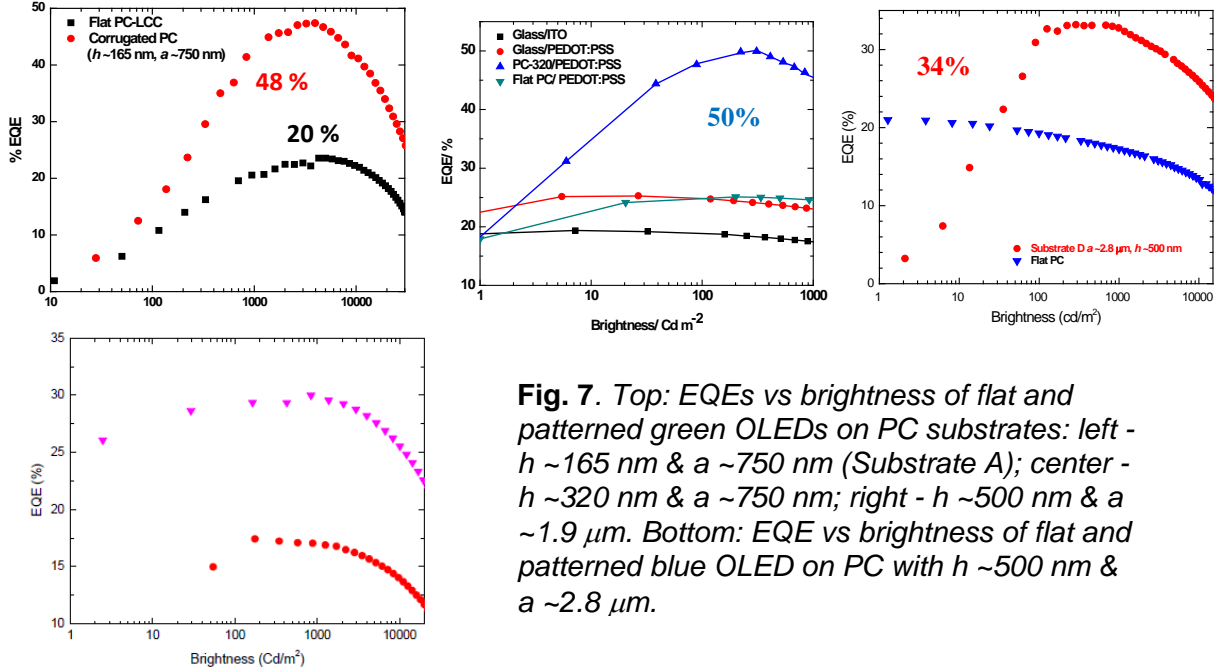 50
40
30
20
10
0
% EQE
Flat PC-LCC
Corrugated PC
(h ~165 nm, a ~750 nm)
48 %
20 %
10
100
1000
10000
50%
40%
30%
20%
10%
EQE/ %
Glass/ITO
Glass/PEDOT:PSS
PC-320/PEDOT:PSS
Flat PC/ PEDOT:PSS
50%
1
10
100
1000
Brightness/ Cd m-2
30
20
10
0
EQE (%)
34%
Substrate D a ~2.8 µm, h ~500 nm
Flat PC
1
10
100
1000
10000
Brightness (cd/m²)
35
30
25
20
15
10
EQE (%)
1
10
100
1000
10000
Brightness (Cd/m²)
Fig. 7. Top: EQEs vs brightness of flat and
patterned green OLEDs on PC substrates: left -
h ~165 nm & a ~750 nm (Substrate A); center -
h ~320 nm & a ~750 nm; right - h ~500 nm & a
~1.9 µm. Bottom: EQE vs brightness of flat and
patterned blue OLED on PC with h ~500 nm &
a ~2.8 µm.